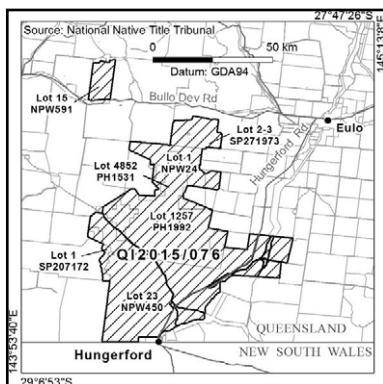 27°47'26"S
145°13'8"E
Source: National Native Title Tribunal
0 50 km
Datum: GDA94
Lot 15
NPW591
Bullo Dev Rd
Eulo
Hungerford Rd
Lot 2-3
SP271973
Lot 1
NPW24
Lot 4852
PH1531
Lot 1257
PH1992
Lot 1
SP207172
QI2015/076
Lot 23
NPW450
QUEENSLAND
NEW SOUTH WALES
Hungerford
143°53'40"E
29°6'53"S